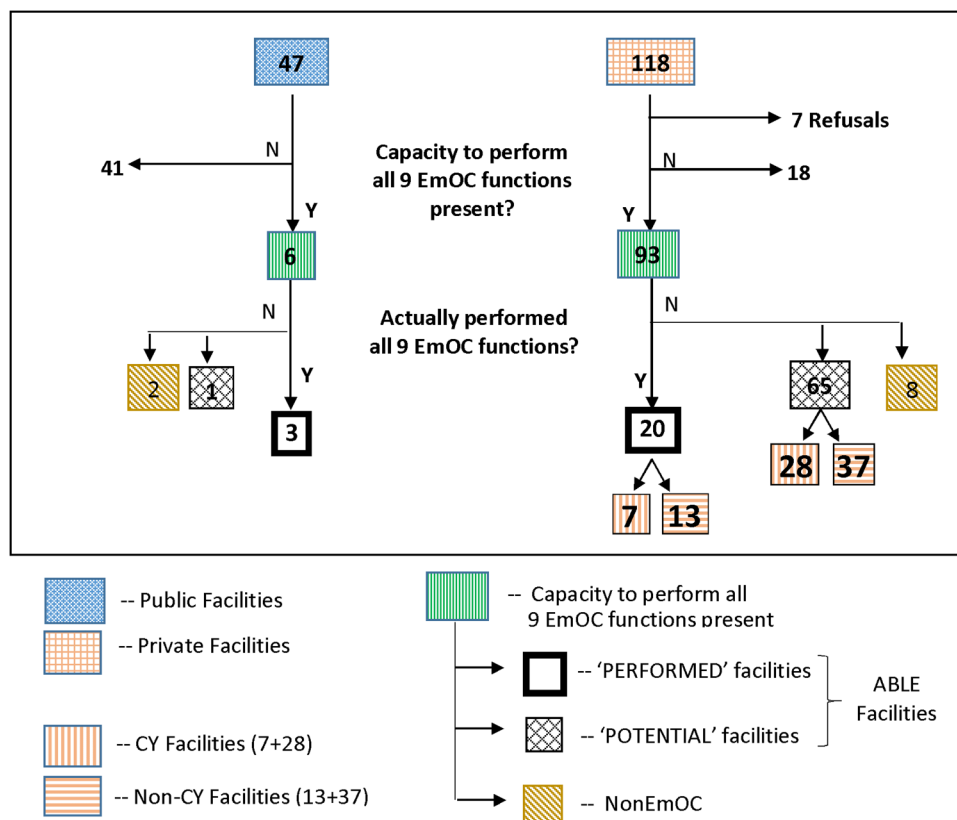 47
118
7 Refusals
N
41
Capacity to perform
all 9 EmOC functions
present?
N
18
Y
Y
6
93
N
Actually performed
all 9 EmOC functions?
N
2
1
Y
Y
65
8
3
20
28
37
7
13
-- Public Facilities
-- Private Facilities
-- CY Facilities (7+28)
-- Non-CY Facilities (13+37)
-- Capacity to perform all
9 EmOC functions present
-- ‘PERFORMED’ facilities
-- ‘POTENTIAL’ facilities
ABLE
Facilities
-- NonEmOC